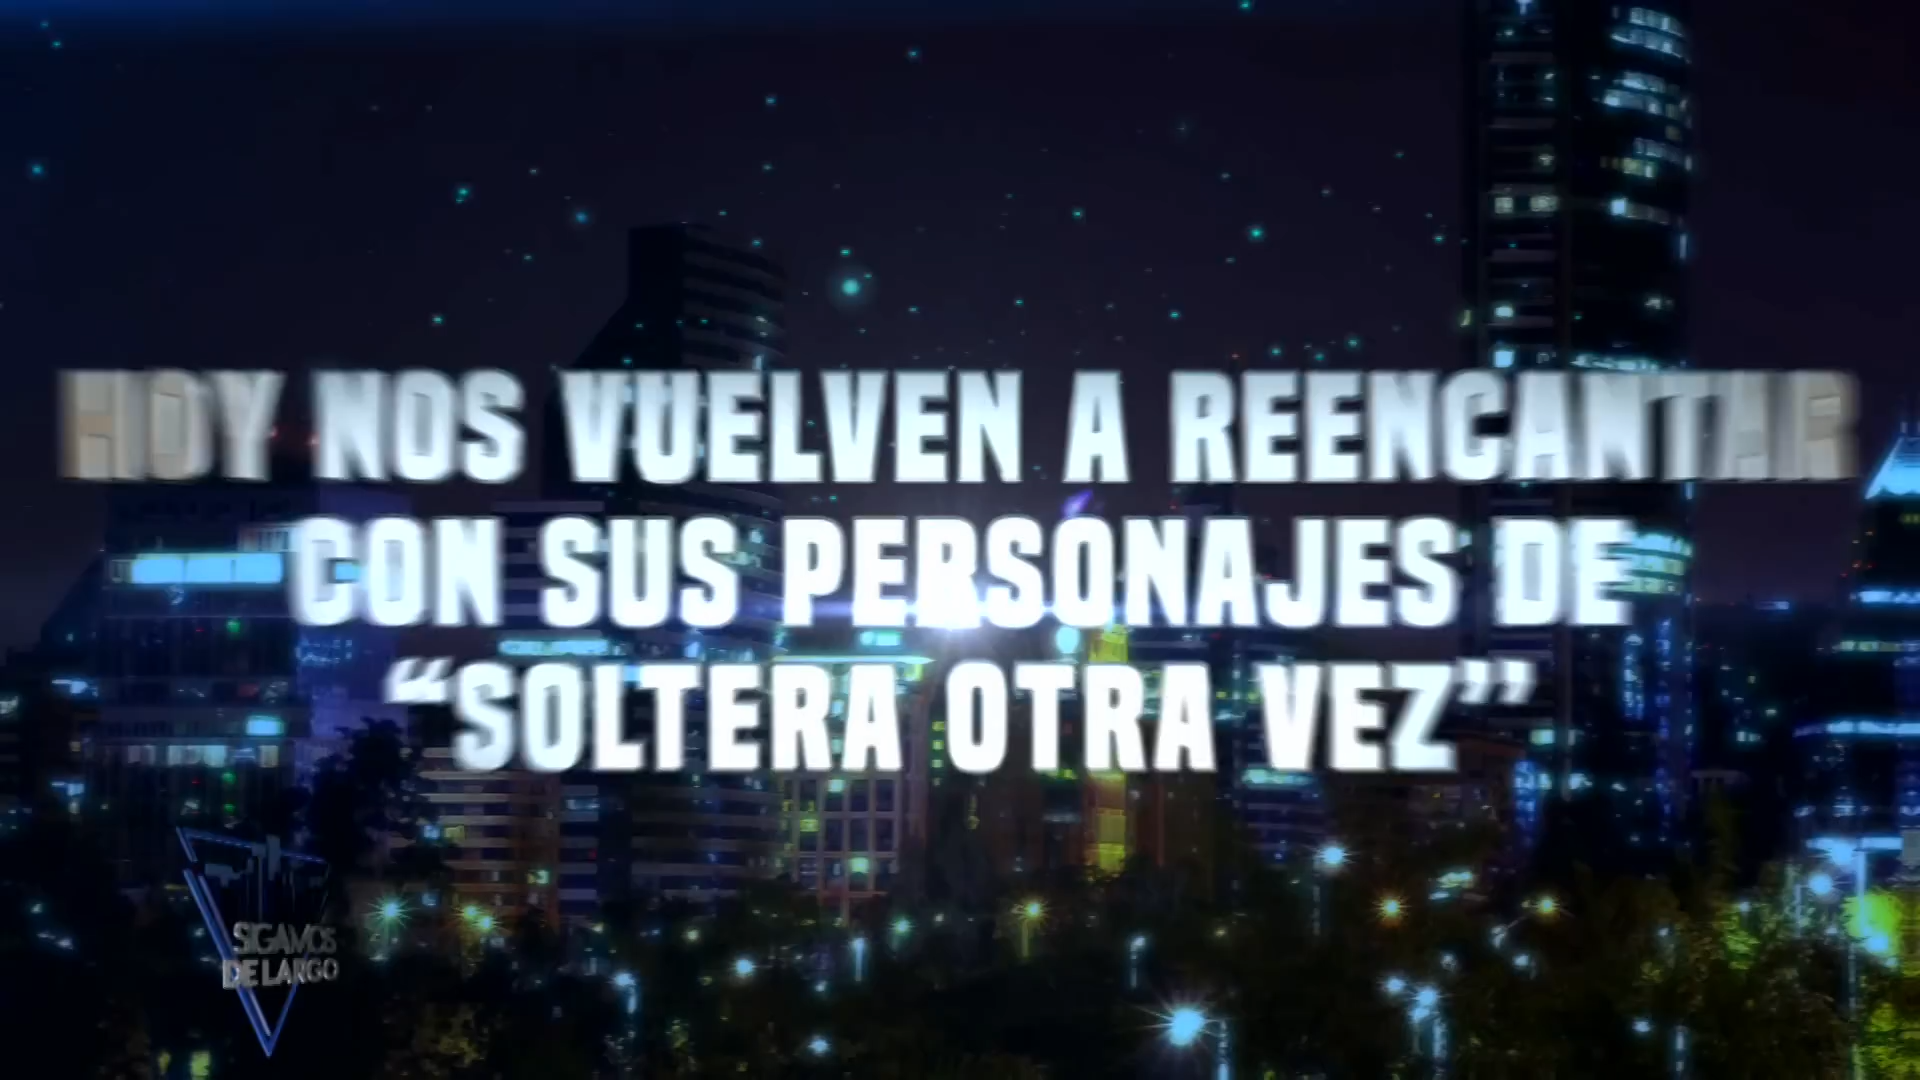 HOY NOS VUELVEN A REENCANTAR
CON SUS PERSONAJES DE
“SOLTERA OTRA VEZ”
SIGAMOS
DE LARGO